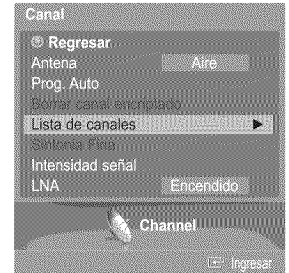 Canal
Regresar
Antena Aire
Prog. Auto
Borrar canal encriptado
Lista de canales
Sintonia Fina
Intensidad señal
LNA Encendido
Channel
Ingresar